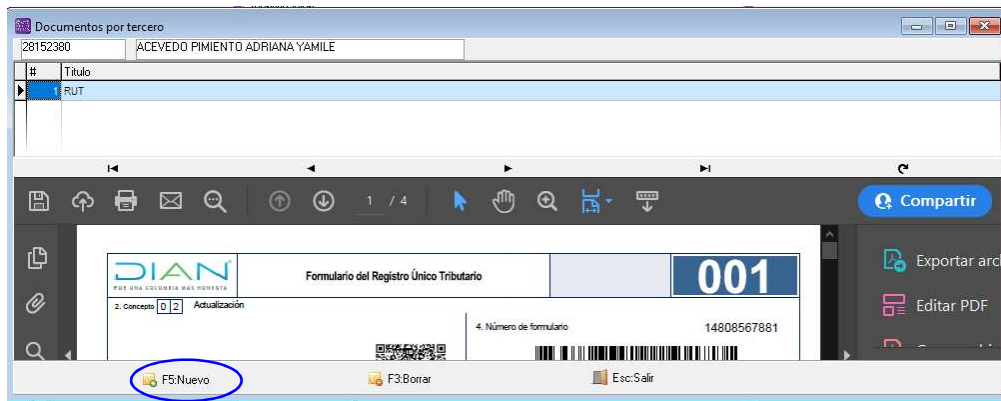 Documentos por tercero
28152380 ACEVEDO PIMIENTO ADRIANA YAMILE
# Titulo
1 RUT
1 / 4 Compartir
DIAN
POR UNA COLOMBIA MÁS HONESTA
Formulario del Registro Único Tributario
001
Exportar arc
2. Concepto 0 2 Actualización
Editar PDF
4. Número de formulario 14808567881
F5:Nuevo F3:Borrar Esc:Salir